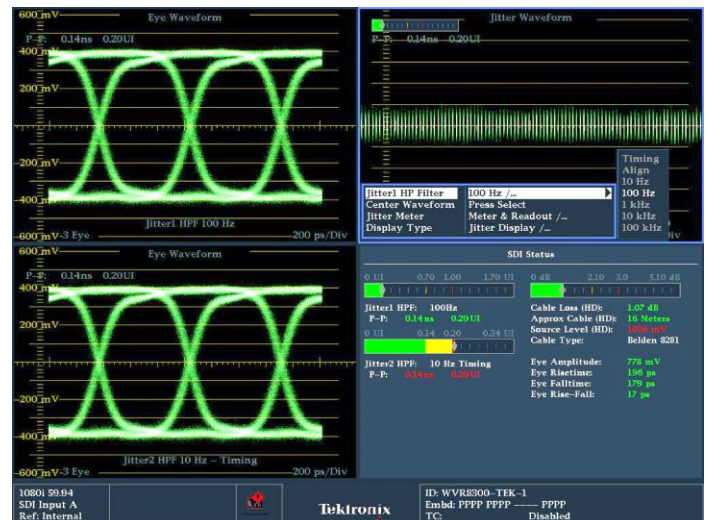 600 mV
Eye Waveform
P-P: 0.14ns 0.20UI
400 mV
200 mV
-200 mV
-400 mV
Jitter1 HPF 100 Hz
-600 mV-3 Eye
200 ps/Div
Jitter Waveform
P-P: 0.14ns 0.20UI
Jitter1 HP Filter 100 Hz /...
Center Waveform Press Select
Jitter Meter Meter & Readout /...
Display Type Jitter Display /...
Timing
Align
10 Hz
100 Hz
1 kHz
10 kHz
100 kHz
600 mV
Eye Waveform
P-P: 0.14ns 0.20UI
400 mV
200 mV
-200 mV
-400 mV
Jitter2 HPF 10 Hz - Timing
-600 mV-3 Eye
200 ps/Div
SDI Status
0 UI 0.70 1.00 1.70 UI
Jitter1 HPF: 100Hz
P-P: 0.14 ns 0.20 UI
0 UI 0.14 0.20 0.34 UI
Jitter2 HPF: 10 Hz Timing
P-P: 0.14 ns 0.20 UI
0 dB 2.10 3.0 5.10 dB
Cable Loss (HD): 1.07 dB
Approx Cable (HD): 16 Meters
Source Level (HD): 1016 mV
Cable Type: Belden 8281
Eye Amplitude: 778 mV
Eye Risetime: 196 ps
Eye Falltime: 179 ps
Eye Rise-Fall: 17 ps
1080i 59.94
SDI Input A
Ref: Internal
Tektronix
ID: WVR8300-TEK-1
Embd: PPPP PPPP ---- PPPP
TC: Disabled